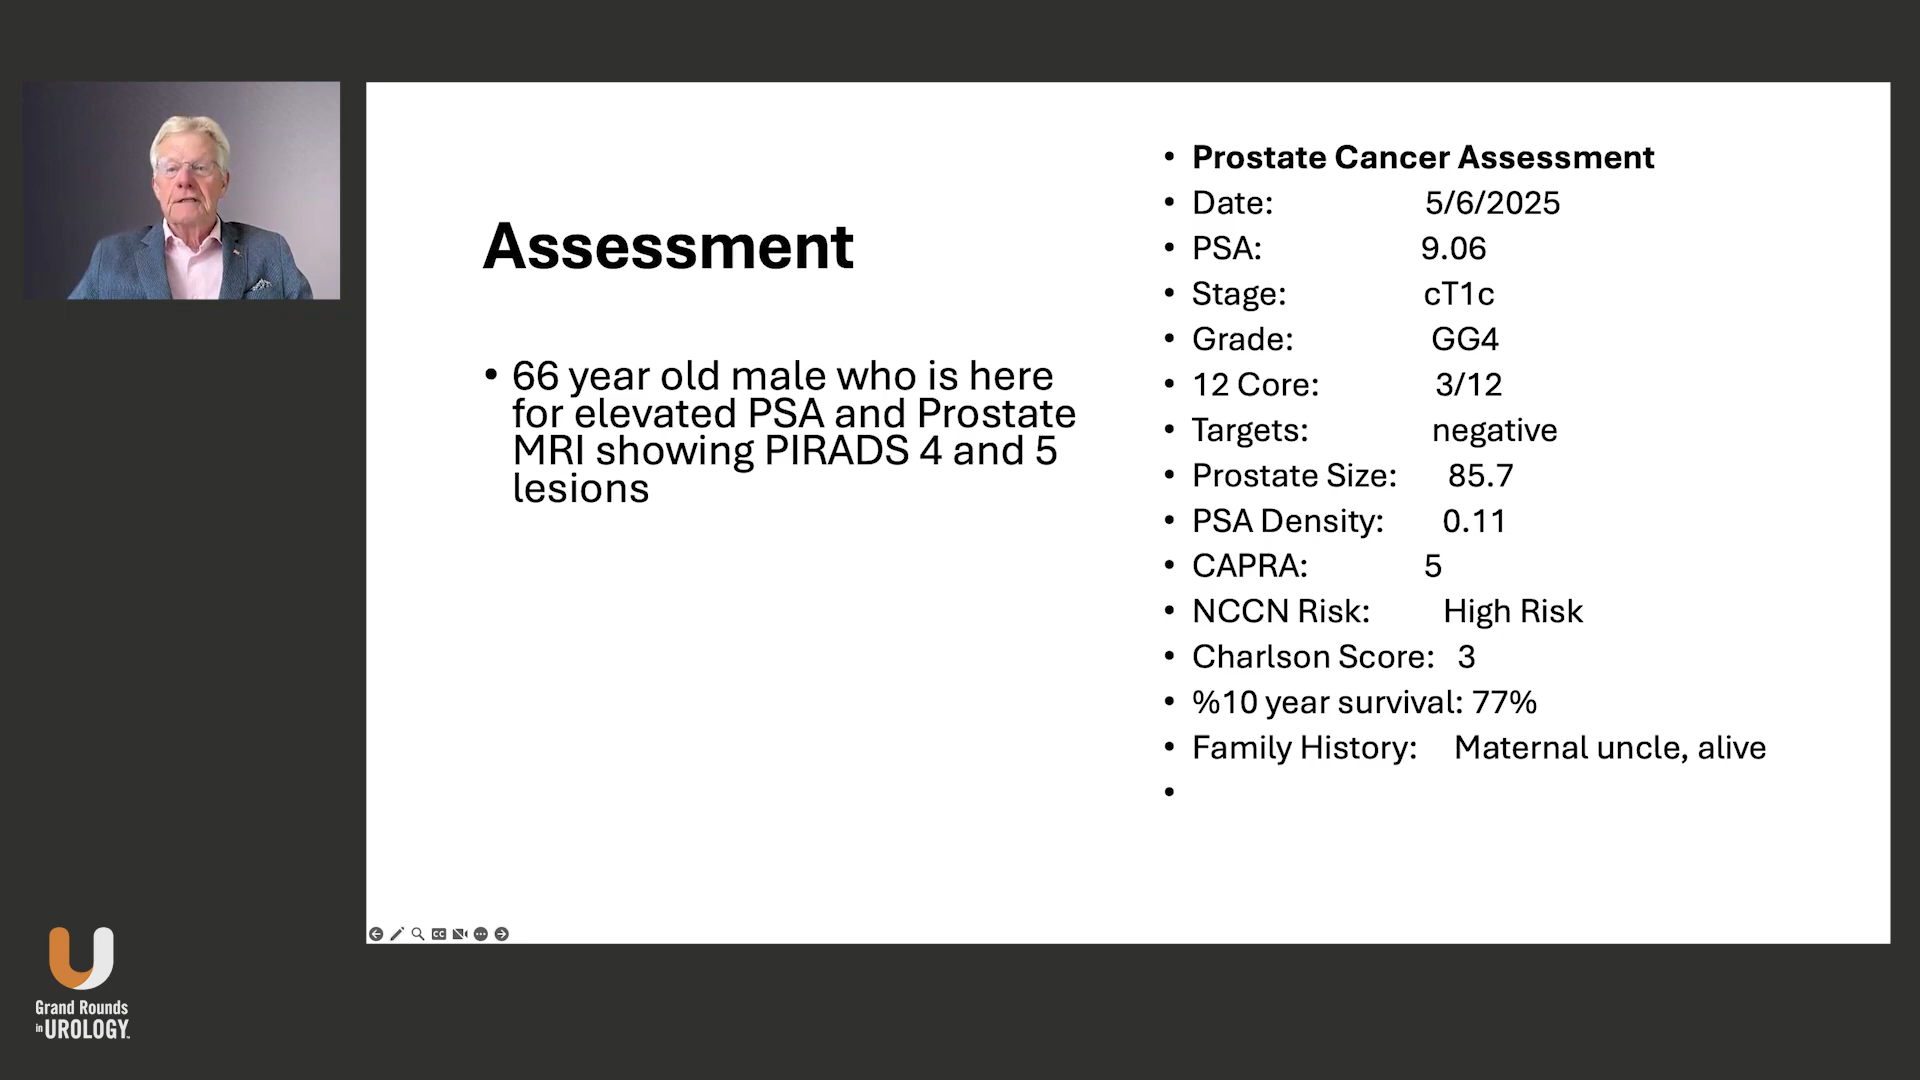 Assessment
• 66 year old male who is here
for elevated PSA and Prostate
MRI showing PIRADS 4 and 5
lesions
• Prostate Cancer Assessment
• Date: 5/6/2025
• PSA: 9.06
• Stage: cT1c
• Grade: GG4
• 12 Core: 3/12
• Targets: negative
• Prostate Size: 85.7
• PSA Density: 0.11
• CAPRA: 5
• NCCN Risk: High Risk
• Charlson Score: 3
• %10 year survival: 77%
• Family History: Maternal uncle, alive
•
CC
Grand Rounds
in UROLOGY™